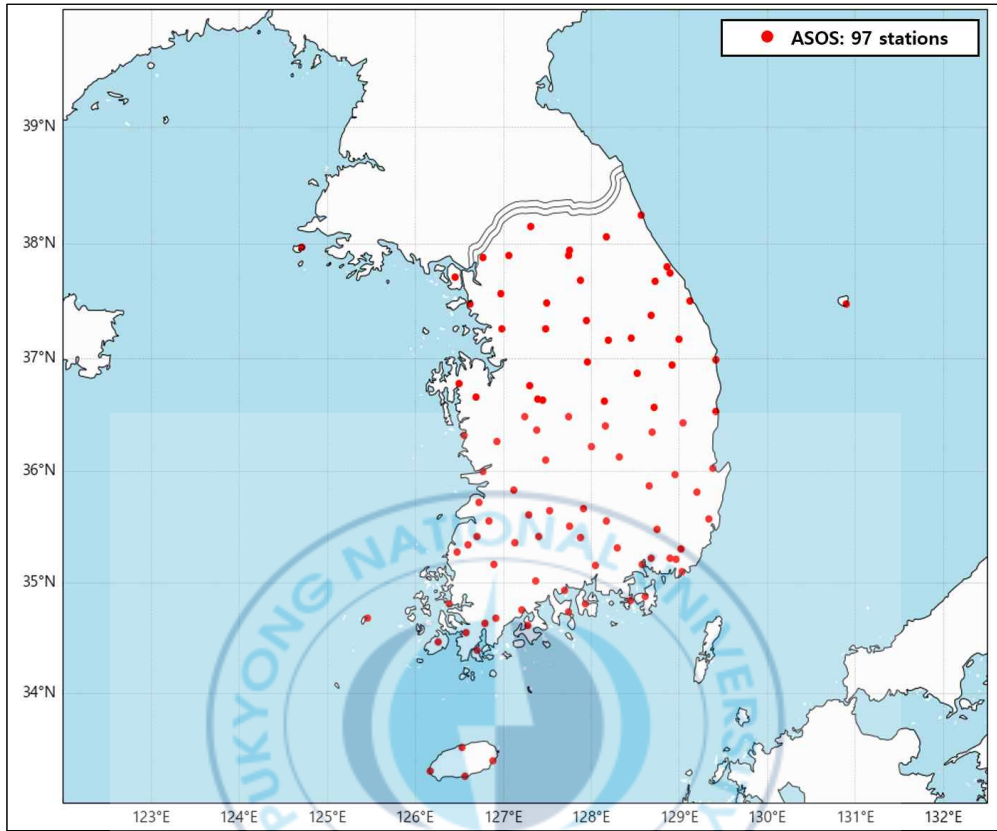 ASOS: 97 stations
39°N
38°N
37°N
36°N
35°N
34°N
PUKYONG NATIONAL UNIVERSITY
123°E 124°E 125°E 126°E 127°E 128°E 129°E 130°E 131°E 132°E